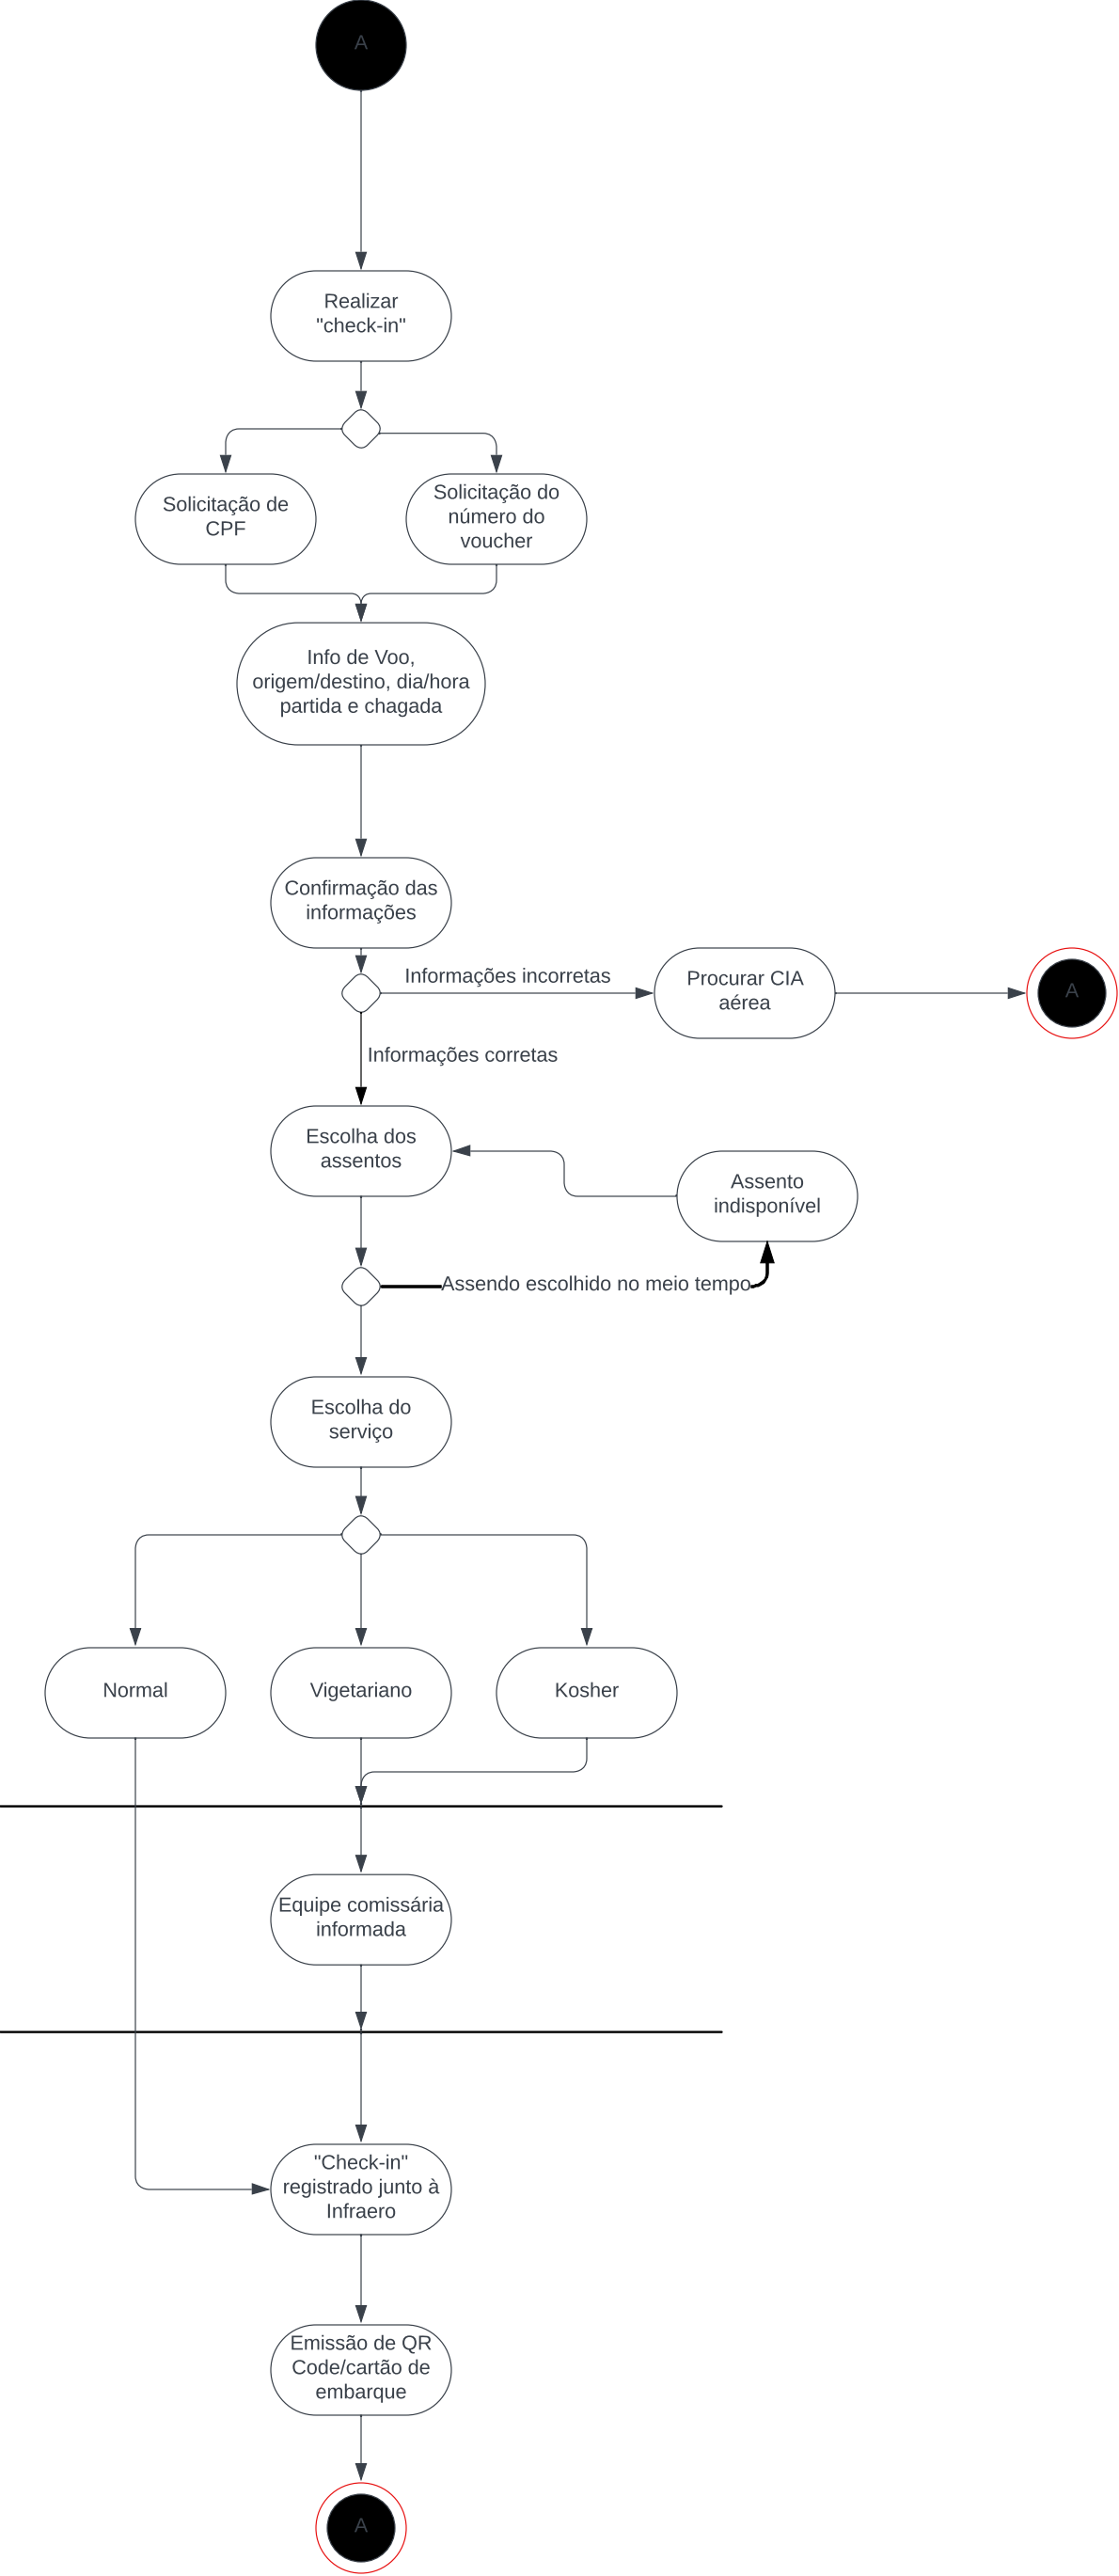 A
Realizar
"check-in"
Solicitação de
CPF
Solicitação do
número do
voucher
Info de Voo,
origem/destino, dia/hora
partida e chagada
Confirmação das
informações
Informações incorretas
Procurar CIA
aérea
A
Informações corretas
Escolha dos
assentos
Assento
indisponível
Assendo escolhido no meio tempo
Escolha do
serviço
Normal
Vigetariano
Kosher
Equipe comissária
informada
"Check-in"
registrado junto à
Infraero
Emissão de QR
Code/cartão de
embarque
A